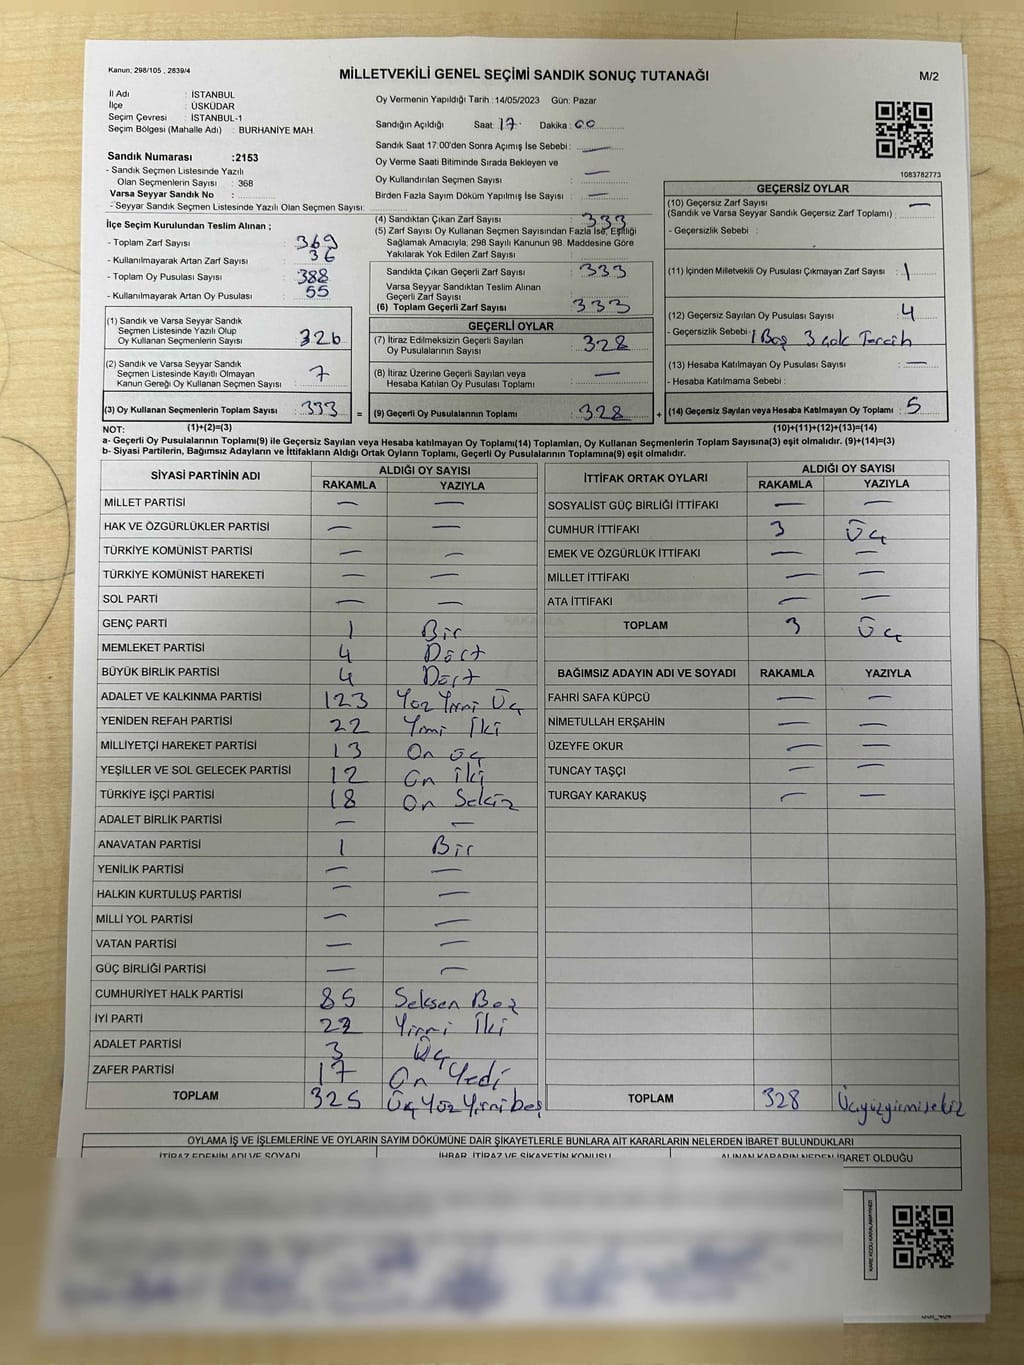 Kanun, 298/105 , 2839/4
MİLLETVEKİLİ GENEL SEÇİMİ SANDIK SONUÇ TUTANAĞI
M/2
İl Adı : İSTANBUL
İlçe : ÜSKÜDAR
Seçim Çevresi : İSTANBUL-1
Seçim Bölgesi (Mahalle Adı) : BURHANİYE MAH.
Sandık Numarası :2153
- Sandık Seçmen Listesinde Yazılı
Olan Seçmenlerin Sayısı : 368
Varsa Seyyar Sandık No :
- Seyyar Sandık Seçmen Listesinde Yazılı Olan Seçmen Sayısı:
Oy Vermenin Yapıldığı Tarih :14/05/2023 Gün: Pazar
Sandığın Açıldığı Saat: 17 Dakika: 00
Sandık Saat 17.00'den Sonra Açımış İse Sebebi : —
Oy Verme Saati Bitiminde Sırada Bekleyen ve
Oy Kullandırılan Seçmen Sayısı : —
Birden Fazla Sayım Döküm Yapılmış İse Sayısı : —
1083782773
İlçe Seçim Kurulundan Teslim Alınan ;
- Toplam Zarf Sayısı : 369
- Kullanılmayarak Artan Zarf Sayısı : 36
- Toplam Oy Pusulası Sayısı : 388
- Kullanılmayarak Artan Oy Pusulası : 55
(4) Sandıktan Çıkan Zarf Sayısı : 333
(5) Zarf Sayısı Oy Kullanan Seçmen Sayısından Fazla İse, Eşitliği
Sağlamak Amacıyla, 298 Sayılı Kanunun 98. Maddesine Göre
Yakılarak Yok Edilen Zarf Sayısı :
Sandıkta Çıkan Geçerli Zarf Sayısı : 333
Varsa Seyyar Sandıktan Teslim Alınan
Geçerli Zarf Sayısı :
(6) Toplam Geçerli Zarf Sayısı : 333
GEÇERSİZ OYLAR
(10) Geçersiz Zarf Sayısı : —
(Sandık ve Varsa Seyyar Sandık Geçersiz Zarf Toplamı)
- Geçersizlik Sebebi :
(11) İçinden Milletvekili Oy Pusulası Çıkmayan Zarf Sayısı : 1
(12) Geçersiz Sayılan Oy Pusulası Sayısı : 4
- Geçersizlik Sebebi : 1 Boş 3 çok Tercih
(13) Hesaba Katılmayan Oy Pusulası Sayısı : —
- Hesaba Katılmama Sebebi :
(1) Sandık ve Varsa Seyyar Sandık
Seçmen Listesinde Yazılı Olup
Oy Kullanan Seçmenlerin Sayısı : 326
(2) Sandık ve Varsa Seyyar Sandık
Seçmen Listesinde Kayıtlı Olmayan
Kanun Gereği Oy Kullanan Seçmen Sayısı : 7
GEÇERLİ OYLAR
(7) İtiraz Edilmeksizin Geçerli Sayılan
Oy Pusulalarının Sayısı : 328
(8) İtiraz Üzerine Geçerli Sayılan veya
Hesaba Katılan Oy Pusulası Toplamı : —
(3) Oy Kullanan Seçmenlerin Toplam Sayısı : 333 = (9) Geçerli Oy Pusulalarının Toplamı : 328 + (14) Geçersiz Sayılan veya Hesaba Katılmayan Oy Toplamı : 5
NOT: (1)+(2)=(3) (10)+(11)+(12)+(13)=(14)
a- Geçerli Oy Pusulalarının Toplamı(9) ile Geçersiz Sayılan veya Hesaba katılmayan Oy Toplamı(14) Toplamları, Oy Kullanan Seçmenlerin Toplam Sayısına(3) eşit olmalıdır. (9)+(14)=(3)
b- Siyasi Partilerin, Bağımsız Adayların ve İttifakların Aldığı Ortak Oyların Toplamı, Geçerli Oy Pusulalarının Toplamına(9) eşit olmalıdır.
SİYASİ PARTİNİN ADI ALDIĞI OY SAYISI
RAKAMLA YAZIYLA
MİLLET PARTİSİ — —
HAK VE ÖZGÜRLÜKLER PARTİSİ — —
TÜRKİYE KOMÜNİST PARTİSİ — —
TÜRKİYE KOMÜNİST HAREKETİ — —
SOL PARTİ — —
GENÇ PARTİ 1 Bir
MEMLEKET PARTİSİ 4 Dört
BÜYÜK BİRLİK PARTİSİ 4 Dört
ADALET VE KALKINMA PARTİSİ 123 Yüz Yirmi Üç
YENİDEN REFAH PARTİSİ 22 Yirmi İki
MİLLİYETÇİ HAREKET PARTİSİ 13 On üç
YEŞİLLER VE SOL GELECEK PARTİSİ 12 On İki
TÜRKİYE İŞÇİ PARTİSİ 18 On Sekiz
ADALET BİRLİK PARTİSİ — —
ANAVATAN PARTİSİ 1 Bir
YENİLİK PARTİSİ — —
HALKIN KURTULUŞ PARTİSİ — —
MİLLİ YOL PARTİSİ — —
VATAN PARTİSİ — —
GÜÇ BİRLİĞİ PARTİSİ — —
CUMHURİYET HALK PARTİSİ 85 Seksen Beş
İYİ PARTİ 22 Yirmi İki
ADALET PARTİSİ 3 Üç
ZAFER PARTİSİ 17 On Yedi
TOPLAM 325 Üç Yüz Yirmi beş
İTTİFAK ORTAK OYLARI ALDIĞI OY SAYISI
RAKAMLA YAZIYLA
SOSYALİST GÜÇ BİRLİĞİ İTTİFAKI — —
CUMHUR İTTİFAKI 3 Üç
EMEK VE ÖZGÜRLÜK İTTİFAKI — —
MİLLET İTTİFAKI — —
ATA İTTİFAKI — —
TOPLAM 3 Üç
BAĞIMSIZ ADAYIN ADI VE SOYADI RAKAMLA YAZIYLA
FAHRİ SAFA KÜPCÜ — —
NİMETULLAH ERŞAHİN — —
ÜZEYFE OKUR — —
TUNCAY TAŞÇI — —
TURGAY KARAKUŞ — —
TOPLAM 328 Üçyüzyirmisekiz
OYLAMA İŞ VE İŞLEMLERİNE VE OYLARIN SAYIM DÖKÜMÜNE DAİR ŞİKAYETLERLE BUNLARA AİT KARARLARIN NELERDEN İBARET BULUNDUKLARI
İTİRAZ EDENİN ADI VE SOYADI İHBAR, İTİRAZ VE ŞİKAYETİN KONUSU ALINAN KARARIN NEDEN İBARET OLDUĞU